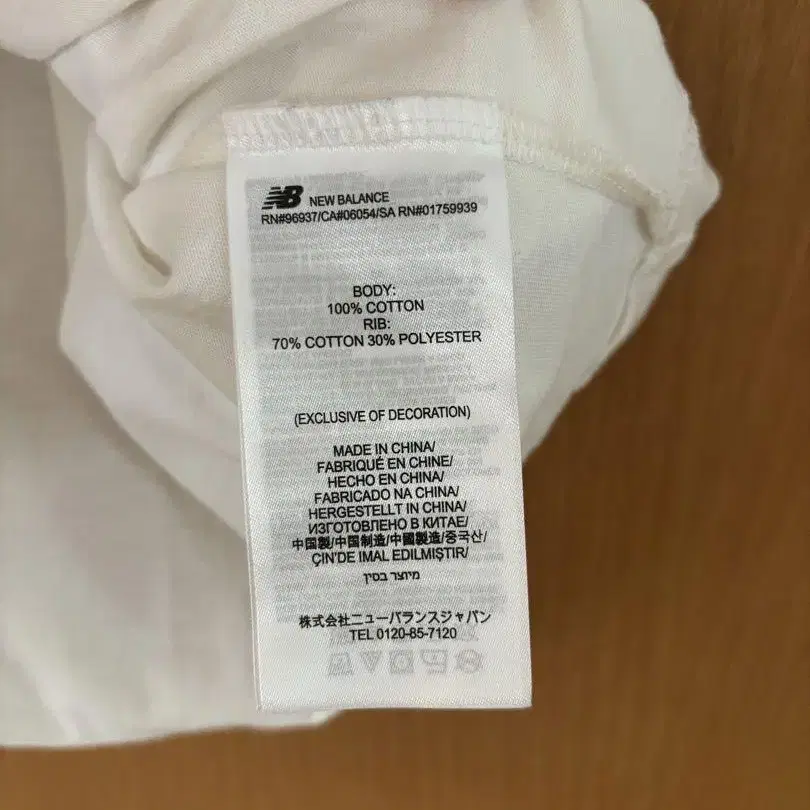 NB NEW BALANCE
RN#96937/CA#06054/SA RN#01759939
BODY:
100% COTTON
RIB:
70% COTTON 30% POLYESTER
(EXCLUSIVE OF DECORATION)
MADE IN CHINA/
FABRIQUÉ EN CHINE/
HECHO EN CHINA/
FABRICADO NA CHINA/
HERGESTELLT IN CHINA/
ИЗГОТОВЛЕНО В КИТАЕ/
中国製/中国制造/中國製造/중국산/
ÇIN'DE IMAL EDILMIŞTIR/
מיוצר בסין
株式会社ニューバランスジャパン
TEL 0120-85-7120